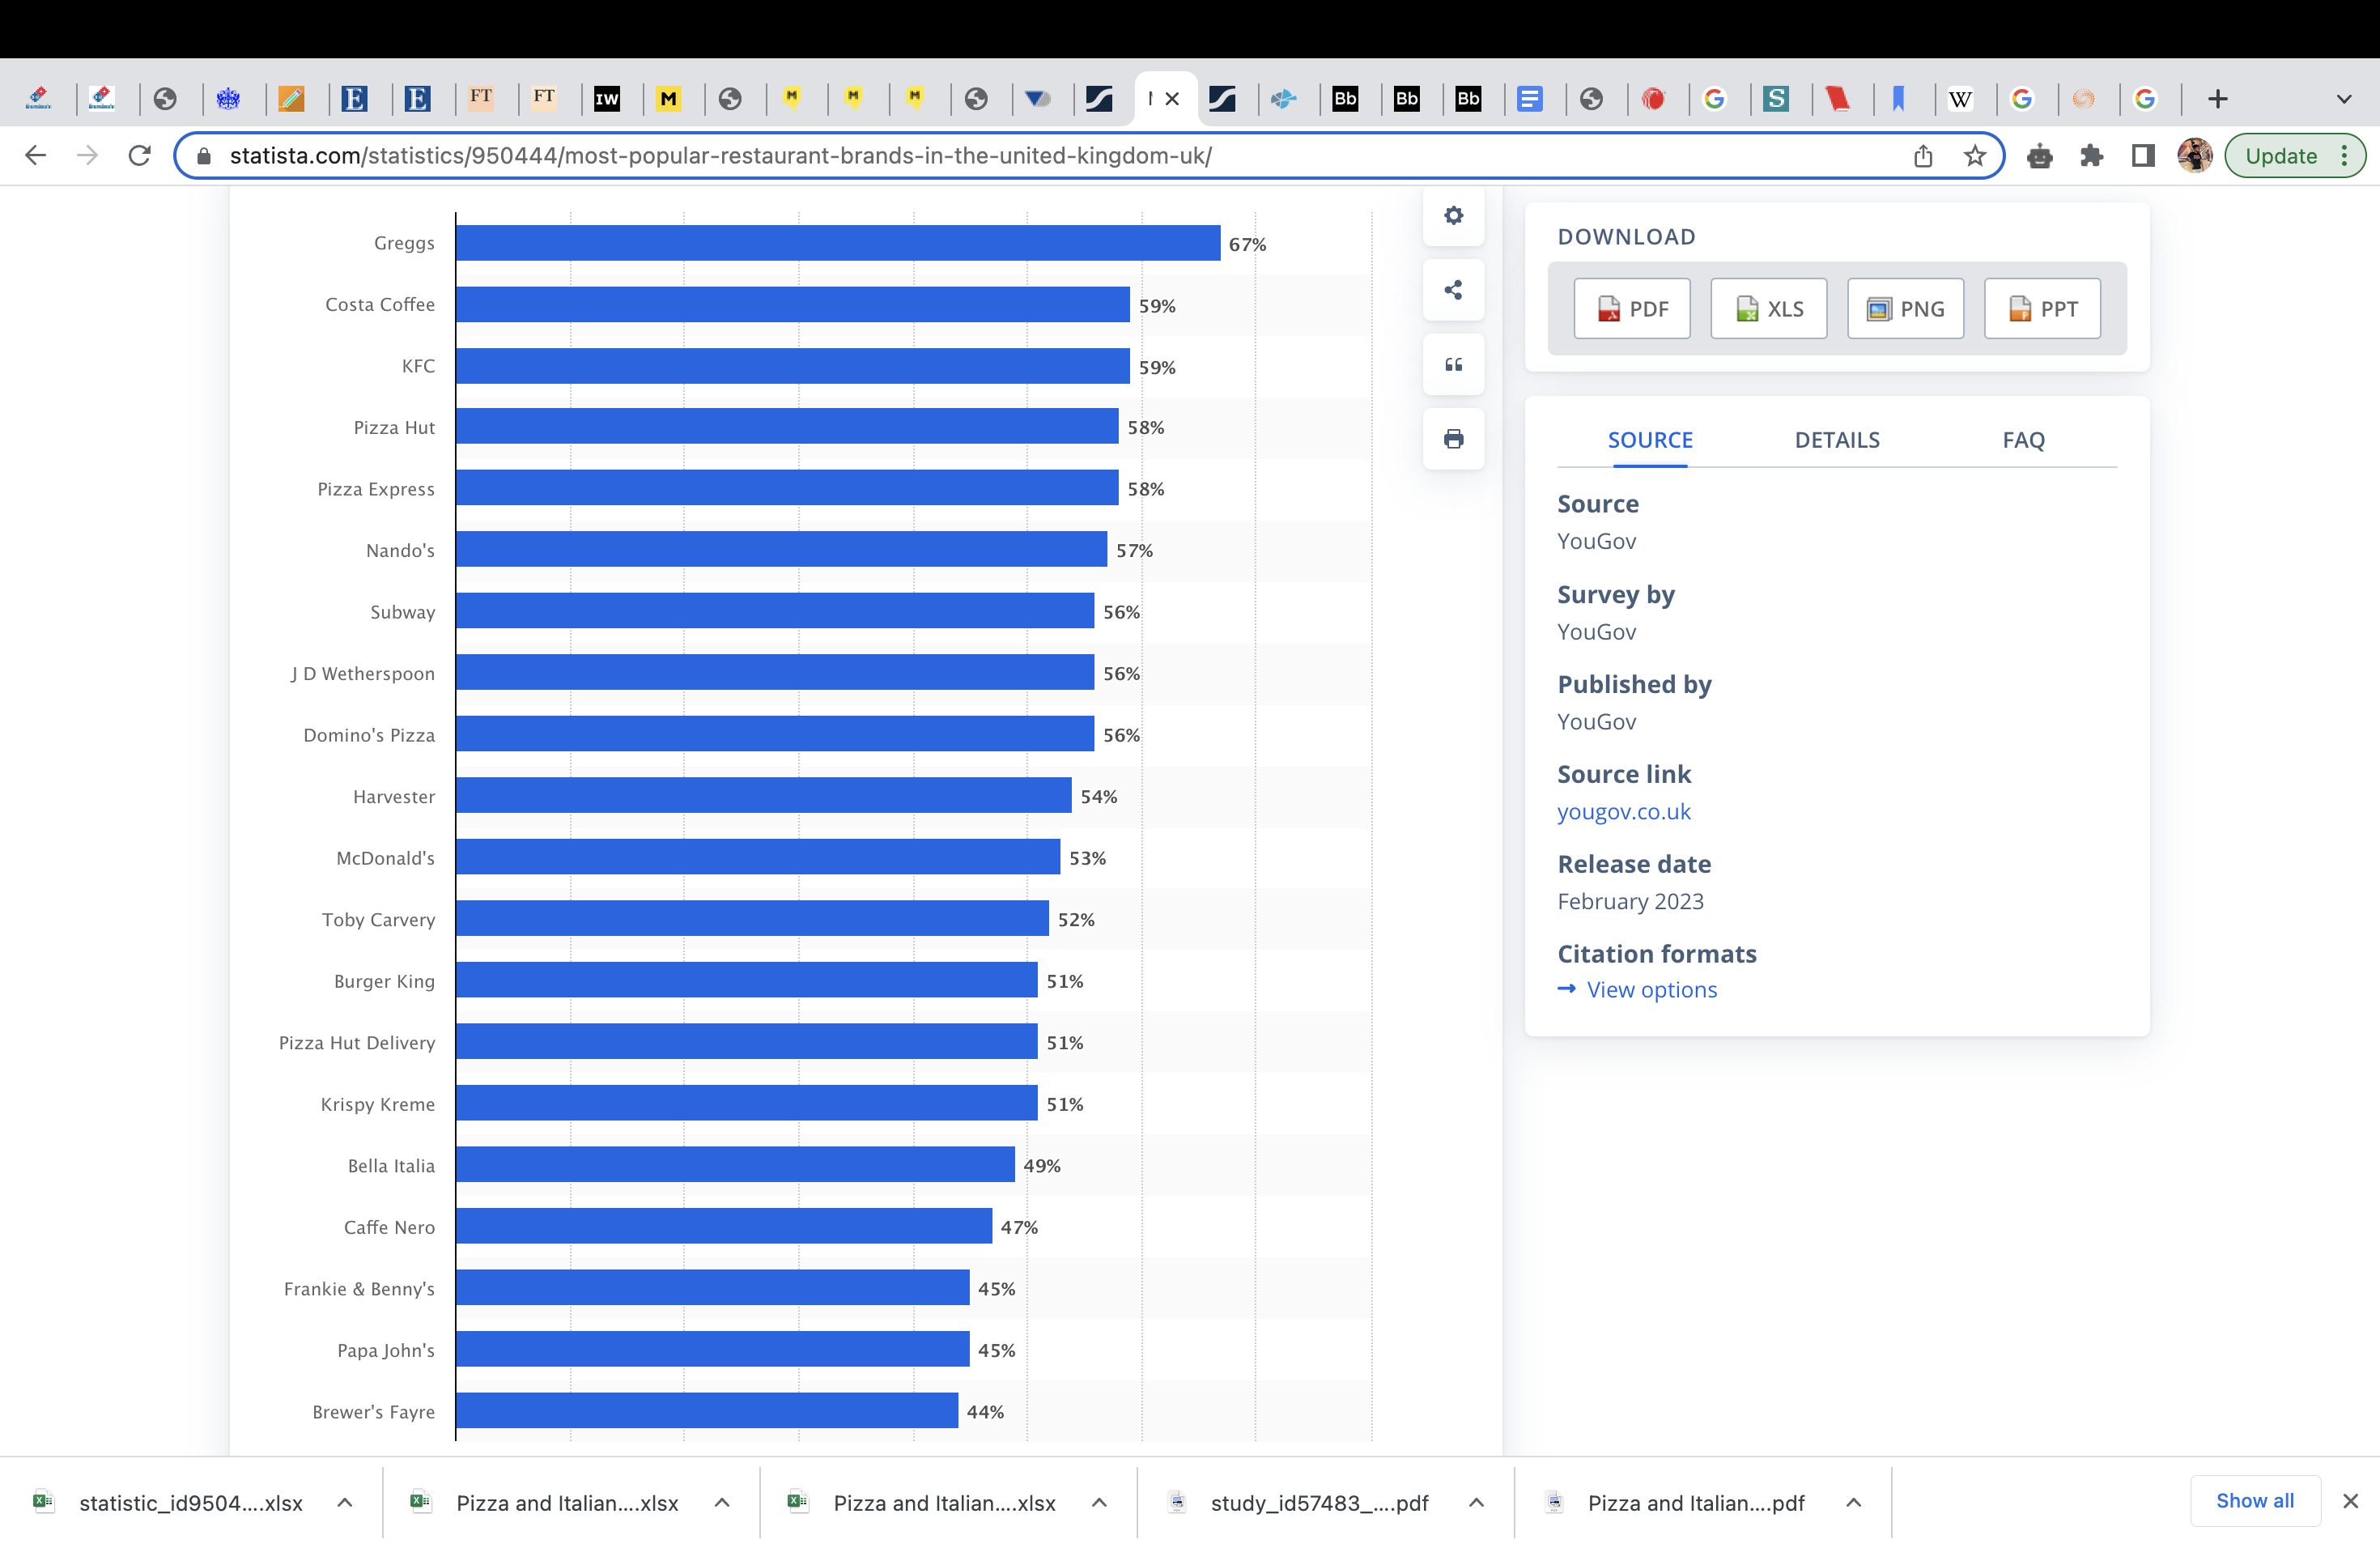 E
E
FT
FT
IW
M
M
M
M
Bb
Bb
Bb
G
S
W
G
G
statista.com/statistics/950444/most-popular-restaurant-brands-in-the-united-kingdom-uk/
Update
Greggs 67%
Costa Coffee 59%
KFC 59%
Pizza Hut 58%
Pizza Express 58%
Nando's 57%
Subway 56%
J D Wetherspoon 56%
Domino's Pizza 56%
Harvester 54%
McDonald's 53%
Toby Carvery 52%
Burger King 51%
Pizza Hut Delivery 51%
Krispy Kreme 51%
Bella Italia 49%
Caffe Nero 47%
Frankie & Benny's 45%
Papa John's 45%
Brewer's Fayre 44%
DOWNLOAD
PDF XLS PNG PPT
SOURCE DETAILS FAQ
Source
YouGov
Survey by
YouGov
Published by
YouGov
Source link
yougov.co.uk
Release date
February 2023
Citation formats
→ View options
statistic_id9504....xlsx
Pizza and Italian....xlsx
Pizza and Italian....xlsx
study_id57483_....pdf
Pizza and Italian....pdf
Show all